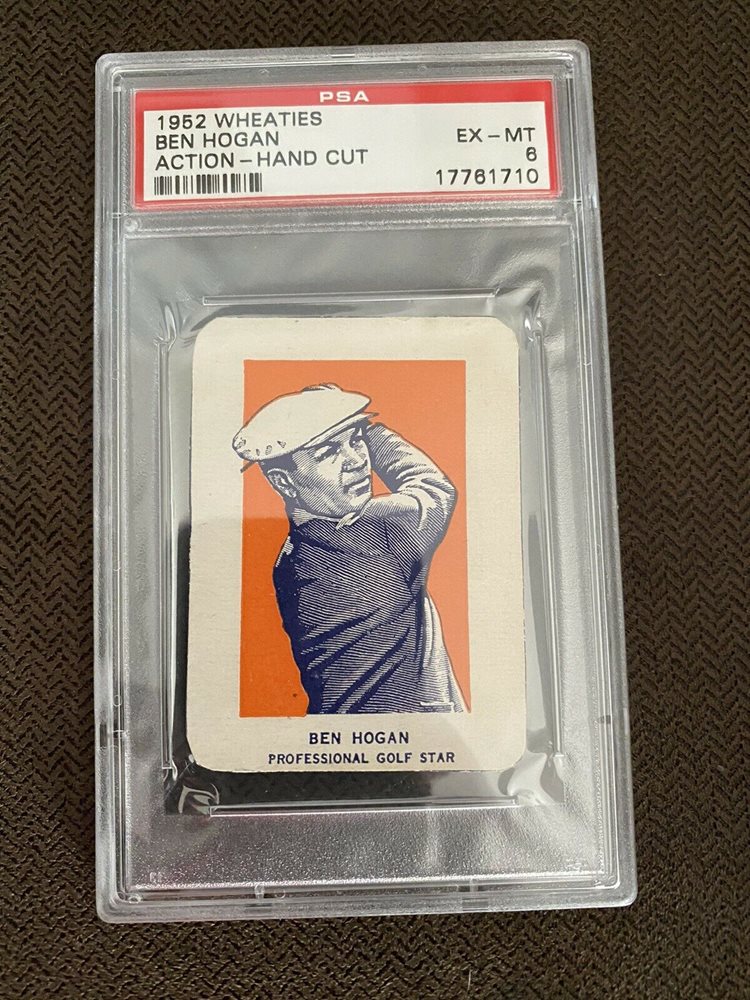 PSA
1952 WHEATIES
BEN HOGAN EX-MT
ACTION-HAND CUT 6
17761710
BEN HOGAN
PROFESSIONAL GOLF STAR